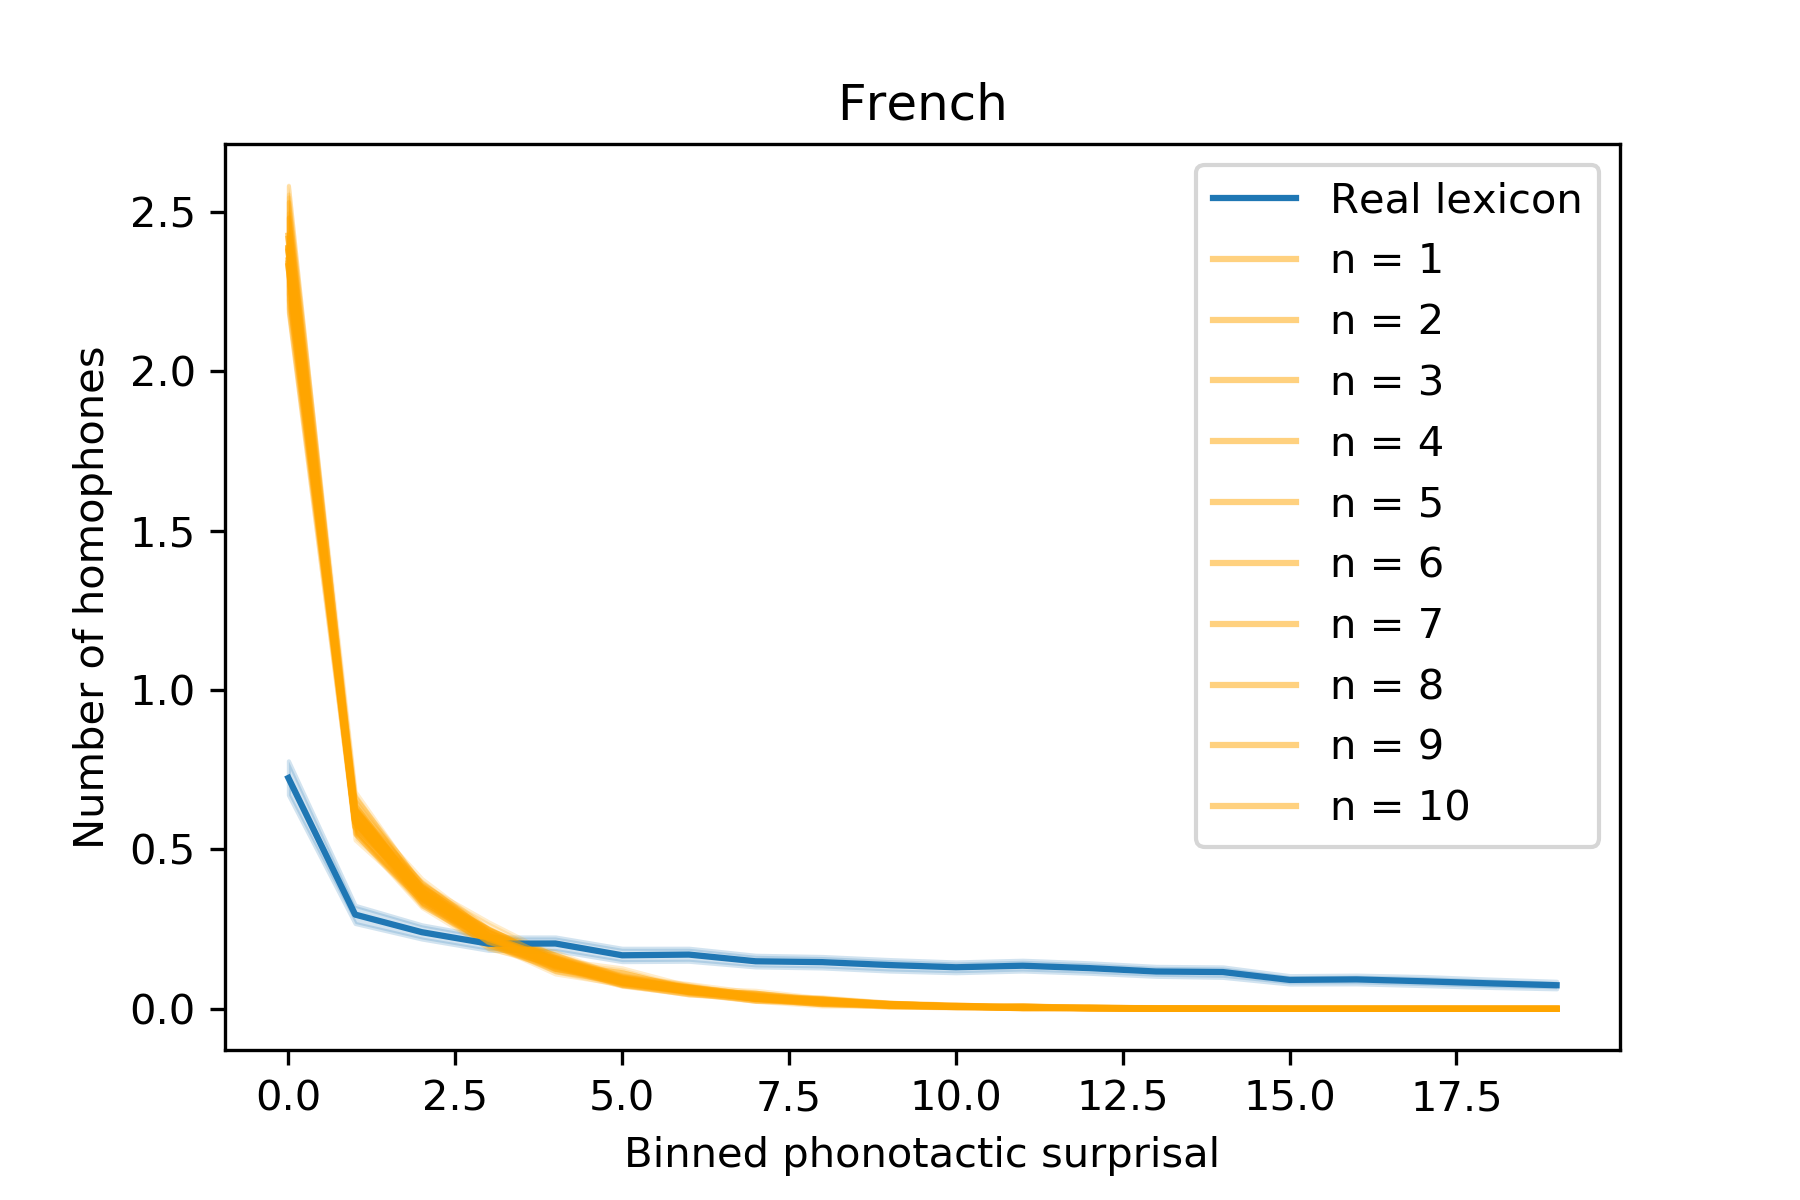 French
Number of homophones
2.5
2.0
1.5
1.0
0.5
0.0
Real lexicon
n = 1
n = 2
n = 3
n = 4
n = 5
n = 6
n = 7
n = 8
n = 9
n = 10
0.0 2.5 5.0 7.5 10.0 12.5 15.0 17.5
Binned phonotactic surprisal